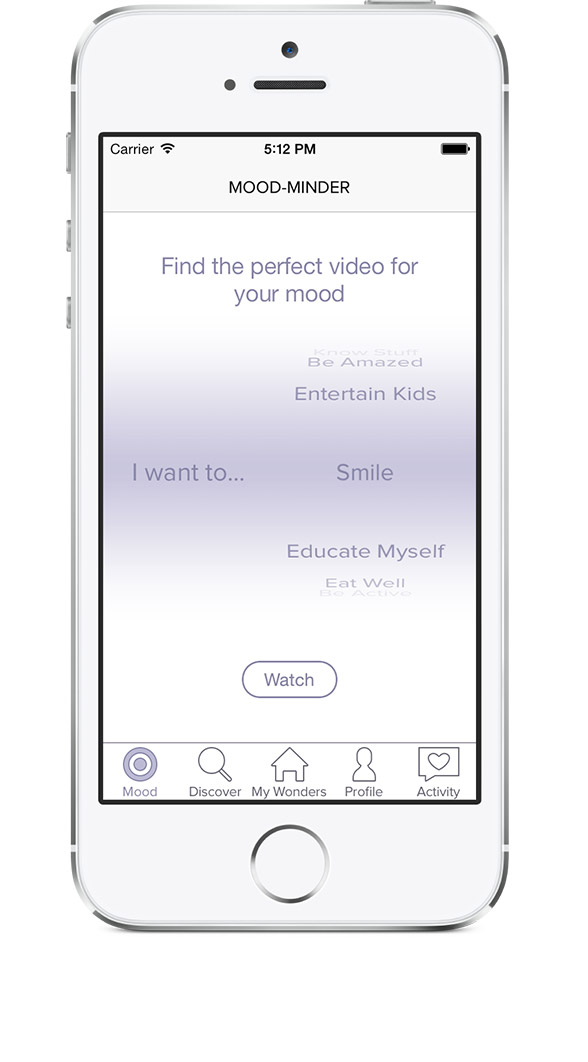 Carrier 5:12 PM
MOOD-MINDER
Find the perfect video for
your mood
Know Stuff
Be Amazed
Entertain Kids
I want to... Smile
Educate Myself
Eat Well
Be Active
Watch
Mood Discover My Wonders Profile Activity